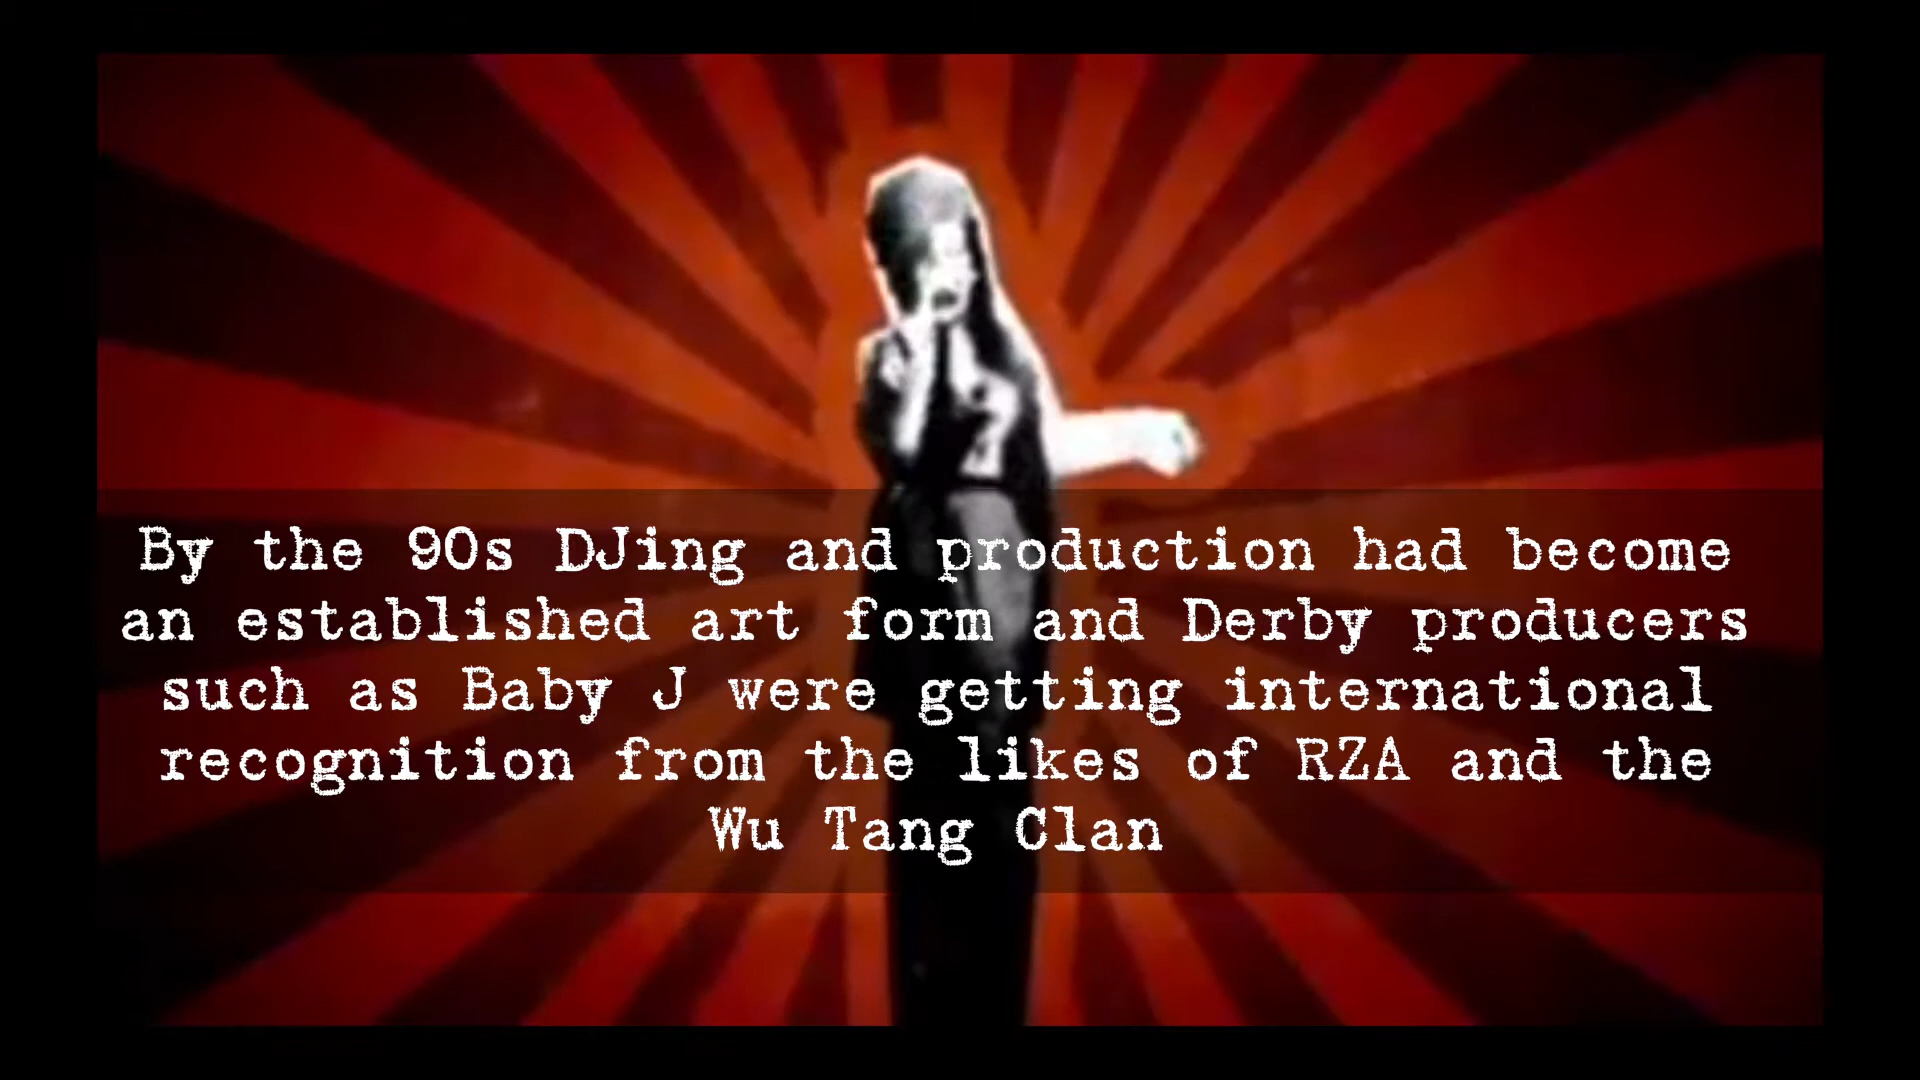 By the 90s DJing and production had become
an established art form and Derby producers
such as Baby J were getting international
recognition from the likes of RZA and the
Wu Tang Clan